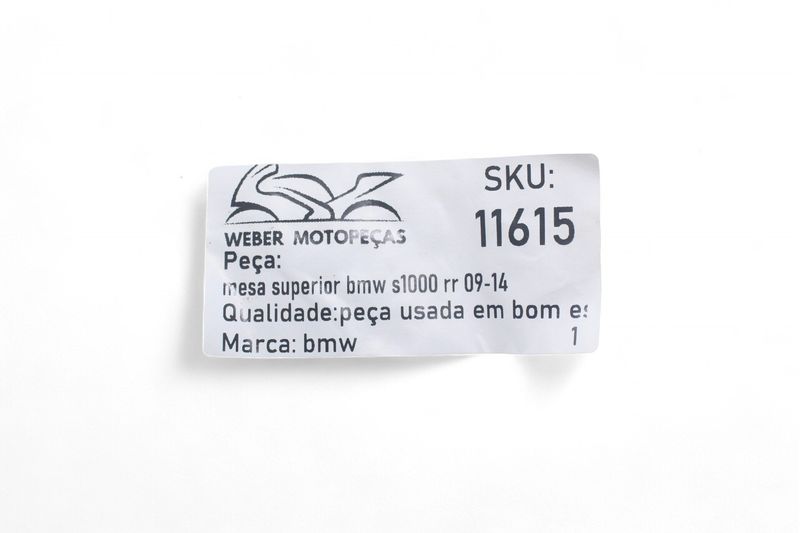 SKU:
11615
WEBER MOTOPEÇAS
Peça:
mesa superior bmw s1000 rr 09-14
Qualidade:peça usada em bom es
Marca: bmw
1